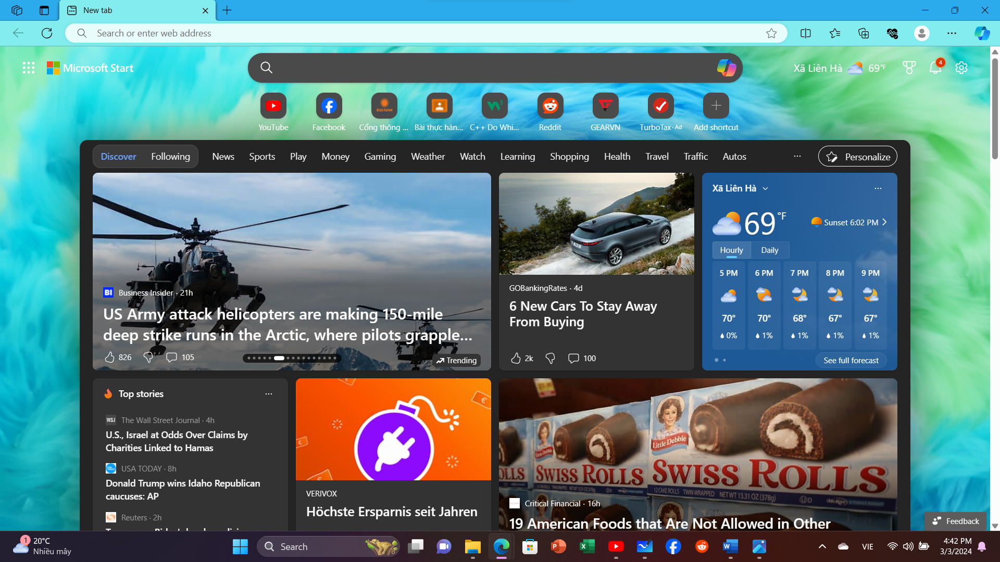 New tab
Search or enter web address
Microsoft Start
Xã Liên Hà 69°F
4
YouTube
Facebook
Cổng thông ...
Bài thực hàn...
C++ Do Whi...
Reddit
GEARVN
TurboTax · Ad
Add shortcut
ĐẠI NAM
Discover
Following
News
Sports
Play
Money
Gaming
Weather
Watch
Learning
Shopping
Health
Travel
Traffic
Autos
Personalize
BI Business Insider · 21h
US Army attack helicopters are making 150-mile
deep strike runs in the Arctic, where pilots grapple...
826
105
Trending
GOBankingRates · 4d
6 New Cars To Stay Away
From Buying
2k
100
Xã Liên Hà
69 °F
Sunset 6:02 PM
Hourly
Daily
5 PM 6 PM 7 PM 8 PM 9 PM
70° 70° 68° 67° 67°
0% 1% 1% 1% 1%
See full forecast
Top stories
WSJ The Wall Street Journal · 4h
U.S., Israel at Odds Over Claims by
Charities Linked to Hamas
USA TODAY · 8h
Donald Trump wins Idaho Republican
caucuses: AP
Reuters · 2h
VERIVOX
Höchste Ersparnis seit Jahren
Little Debbie
SWISS ROLLS
SWISS ROLLS
12 CAKE ROLLS TWIN WRAPPED NET WT 13.31 OZ (378g)
Critical Financial · 16h
19 American Foods that Are Not Allowed in Other
Feedback
1
20°C
Nhiều mây
Search
VIE
4:42 PM
3/3/2024